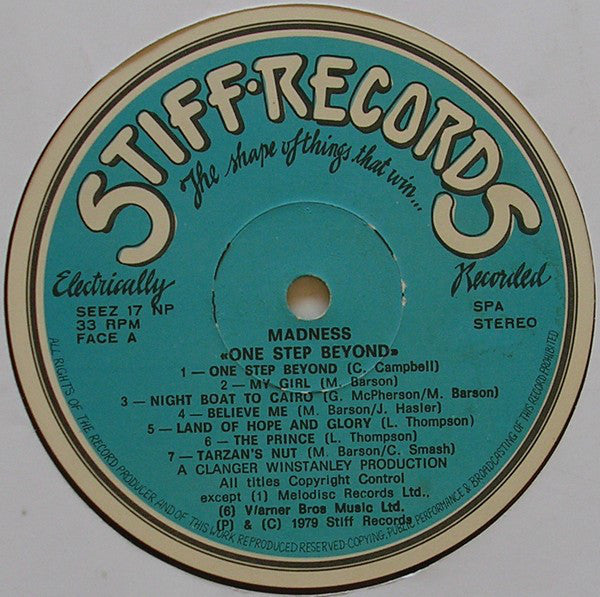 STIFF·RECORDS
The shape of things that win...
Electrically
Recorded
SEEZ 17 NP
33 RPM
FACE A
SPA
STEREO
MADNESS
«ONE STEP BEYOND»
1 — ONE STEP BEYOND (C. Campbell)
2 — MY GIRL (M. Barson)
3 — NIGHT BOAT TO CAIRO (G. McPherson/M. Barson)
4 — BELIEVE ME (M. Barson/J. Hasler)
5 — LAND OF HOPE AND GLORY (L. Thompson)
6 — THE PRINCE (L. Thompson)
7 — TARZAN'S NUT (M. Barson/C. Smash)
A CLANGER WINSTANLEY PRODUCTION
All titles Copyright Control
except (1) Melodisc Records Ltd.,
(6) Warner Bros Music Ltd.
(P) & (C) 1979 Stiff Records
ALL RIGHTS OF THE RECORD PRODUCER AND OF THIS WORK REPRODUCED RESERVED-COPYING, PUBLIC PERFORMANCE & BROADCASTING OF THIS RECORD PROHIBITED